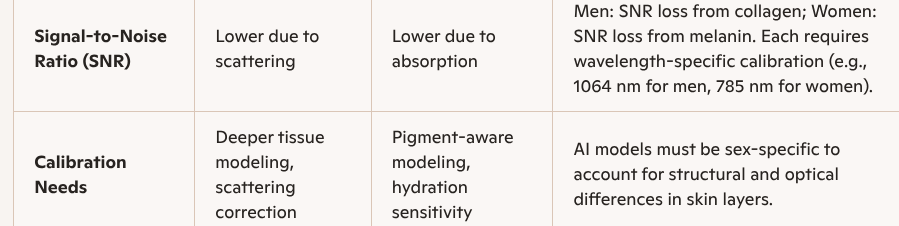 Men: SNR loss from collagen; Women:
Signal-to-Noise
Ratio (SNR)
Lower due to
scattering
Lower due to
absorption
SNR loss from melanin. Each requires
wavelength-specific calibration (e.g.,
1064 nm for men, 785 nm for women).
Calibration
Needs
Deeper tissue
modeling,
scattering
correction
Pigment-aware
modeling,
hydration
sensitivity
AI models must be sex-specific to
account for structural and optical
differences in skin layers.